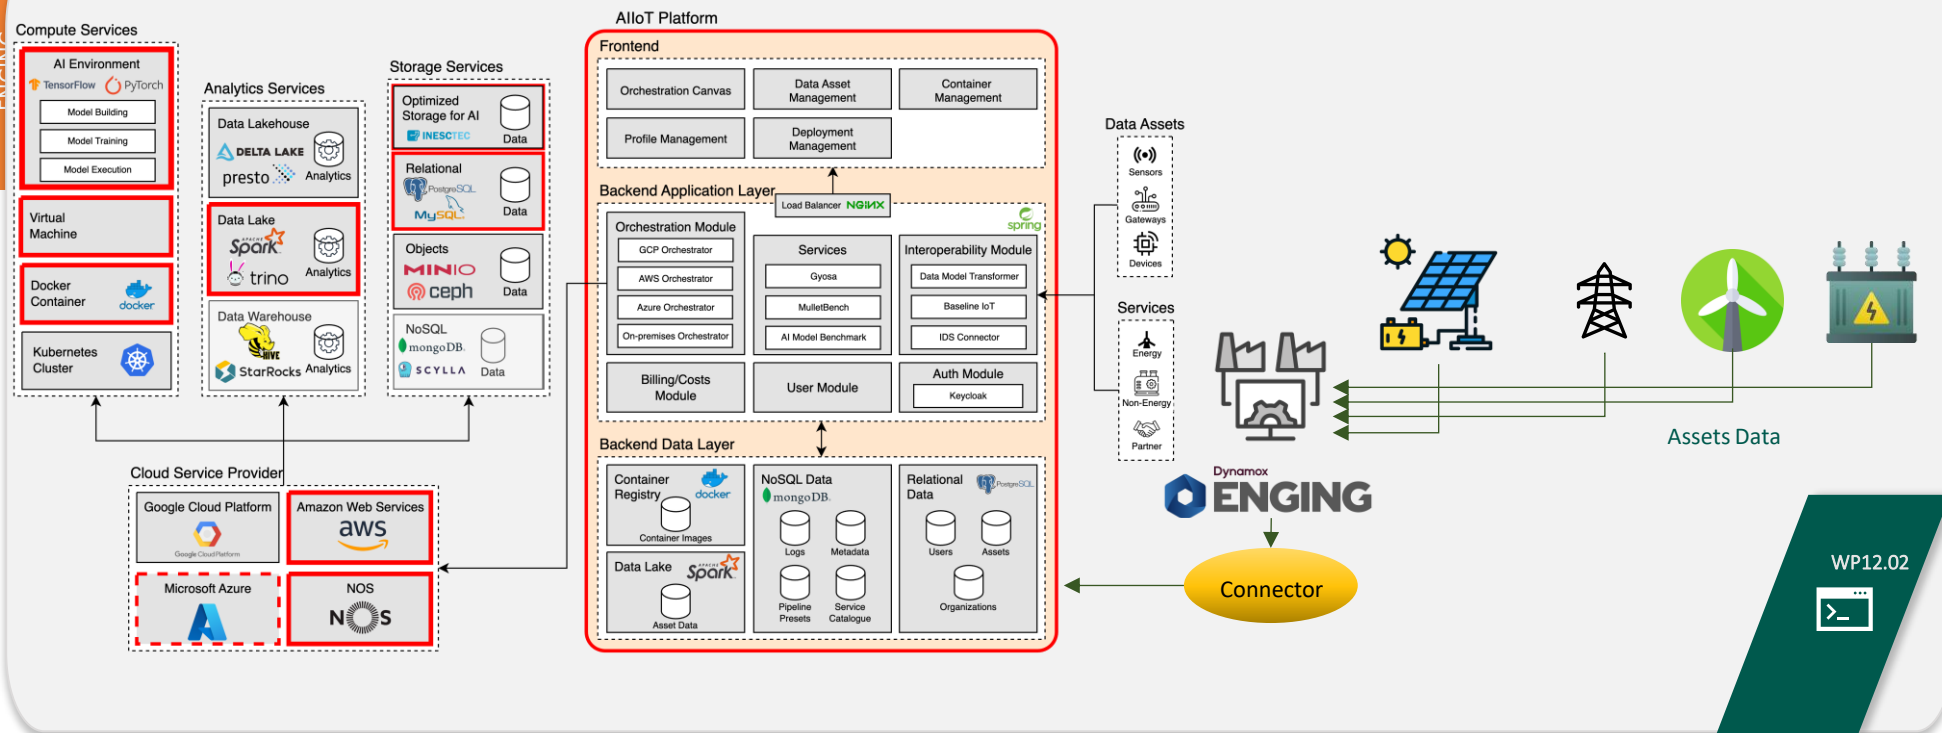 ENGING
Compute Services
AI Environment
TensorFlow
PyTorch
Model Building
Model Training
Model Execution
Virtual
Machine
Docker
Container
docker
Kubernetes
Cluster
Analytics Services
Data Lakehouse
DELTA LAKE
presto
Analytics
Data Lake
APACHE
Spark
trino
Analytics
Data Warehouse
HIVE
StarRocks
Analytics
Storage Services
Optimized
Storage for AI
INESCTEC
Data
Relational
PostgreSQL
MySQL
Data
Objects
MINIO
ceph
Data
NoSQL
mongoDB.
SCYLLA
Data
Cloud Service Provider
Google Cloud Platform
Google Cloud Platform
Amazon Web Services
aws
Microsoft Azure
NOS
NOS
AIIoT Platform
Frontend
Orchestration Canvas
Data Asset
Management
Container
Management
Profile Management
Deployment
Management
Backend Application Layer
Load Balancer NGINX
spring
Orchestration Module
GCP Orchestrator
AWS Orchestrator
Azure Orchestrator
On-premises Orchestrator
Services
Gyosa
MulletBench
AI Model Benchmark
Interoperability Module
Data Model Transformer
Baseline IoT
IDS Connector
Billing/Costs
Module
User Module
Auth Module
Keycloak
Backend Data Layer
Container
Registry
docker
Container Images
Data Lake
APACHE
Spark
Asset Data
NoSQL Data
mongoDB.
Logs
Metadata
Pipeline
Presets
Service
Catalogue
Relational
Data
PostgreSQL
Users
Assets
Organizations
Data Assets
Sensors
Gateways
Devices
Services
Energy
Non-Energy
Partner
Assets Data
Dynamox
ENGING
Connector
WP12.02
>_